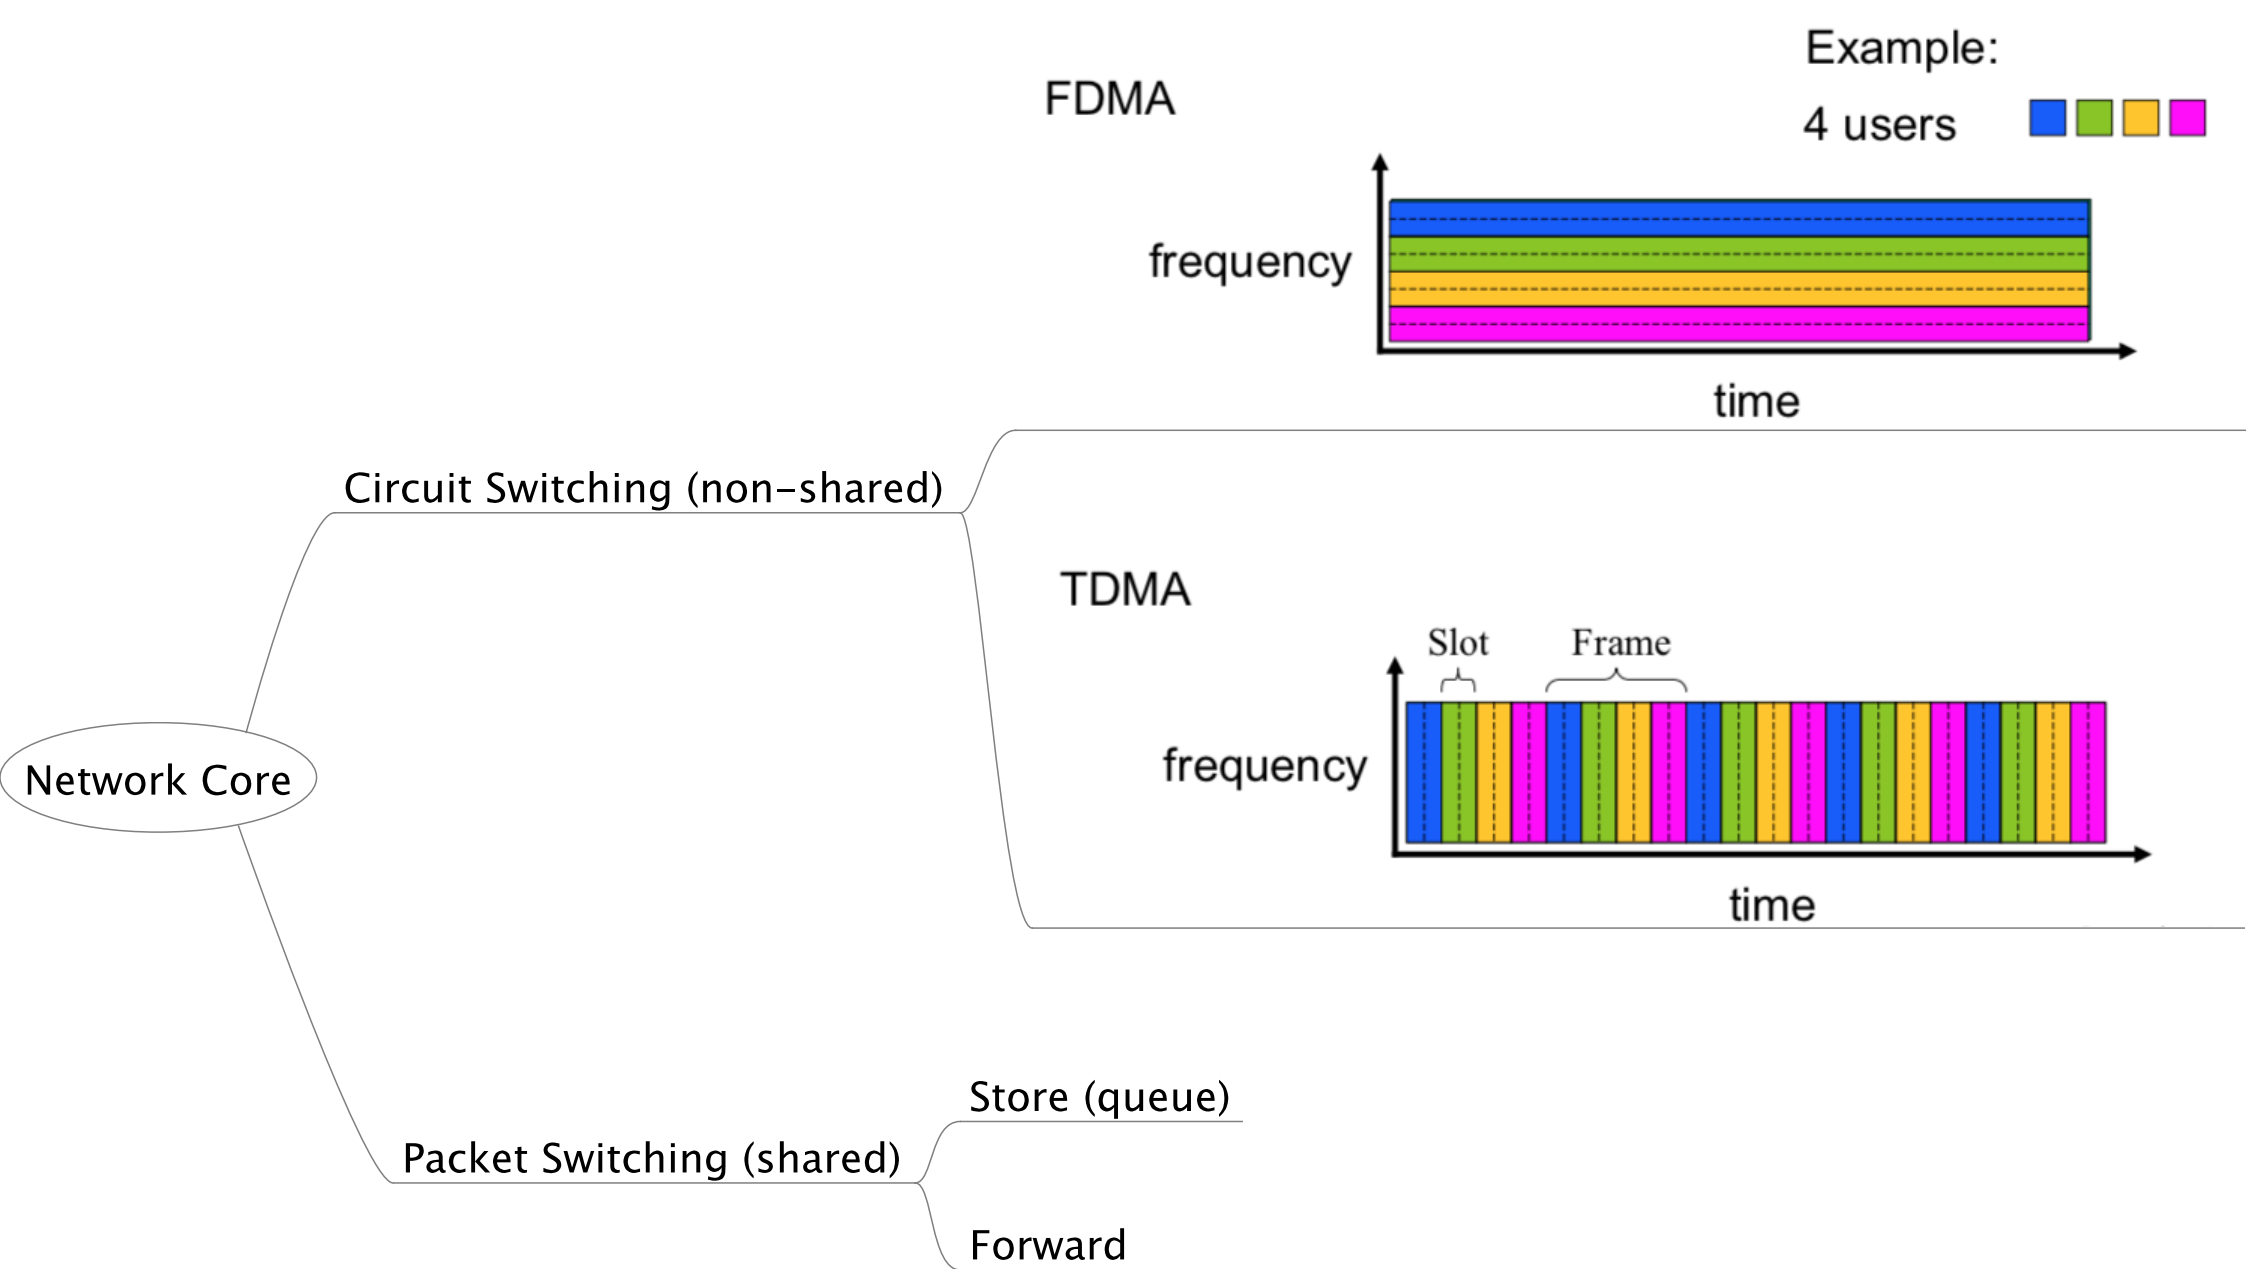 Example:
FDMA
4 users
frequency
time
Circuit Switching (non-shared)
TDMA
Slot
Frame
frequency
time
Network Core
Store (queue)
Packet Switching (shared)
Forward